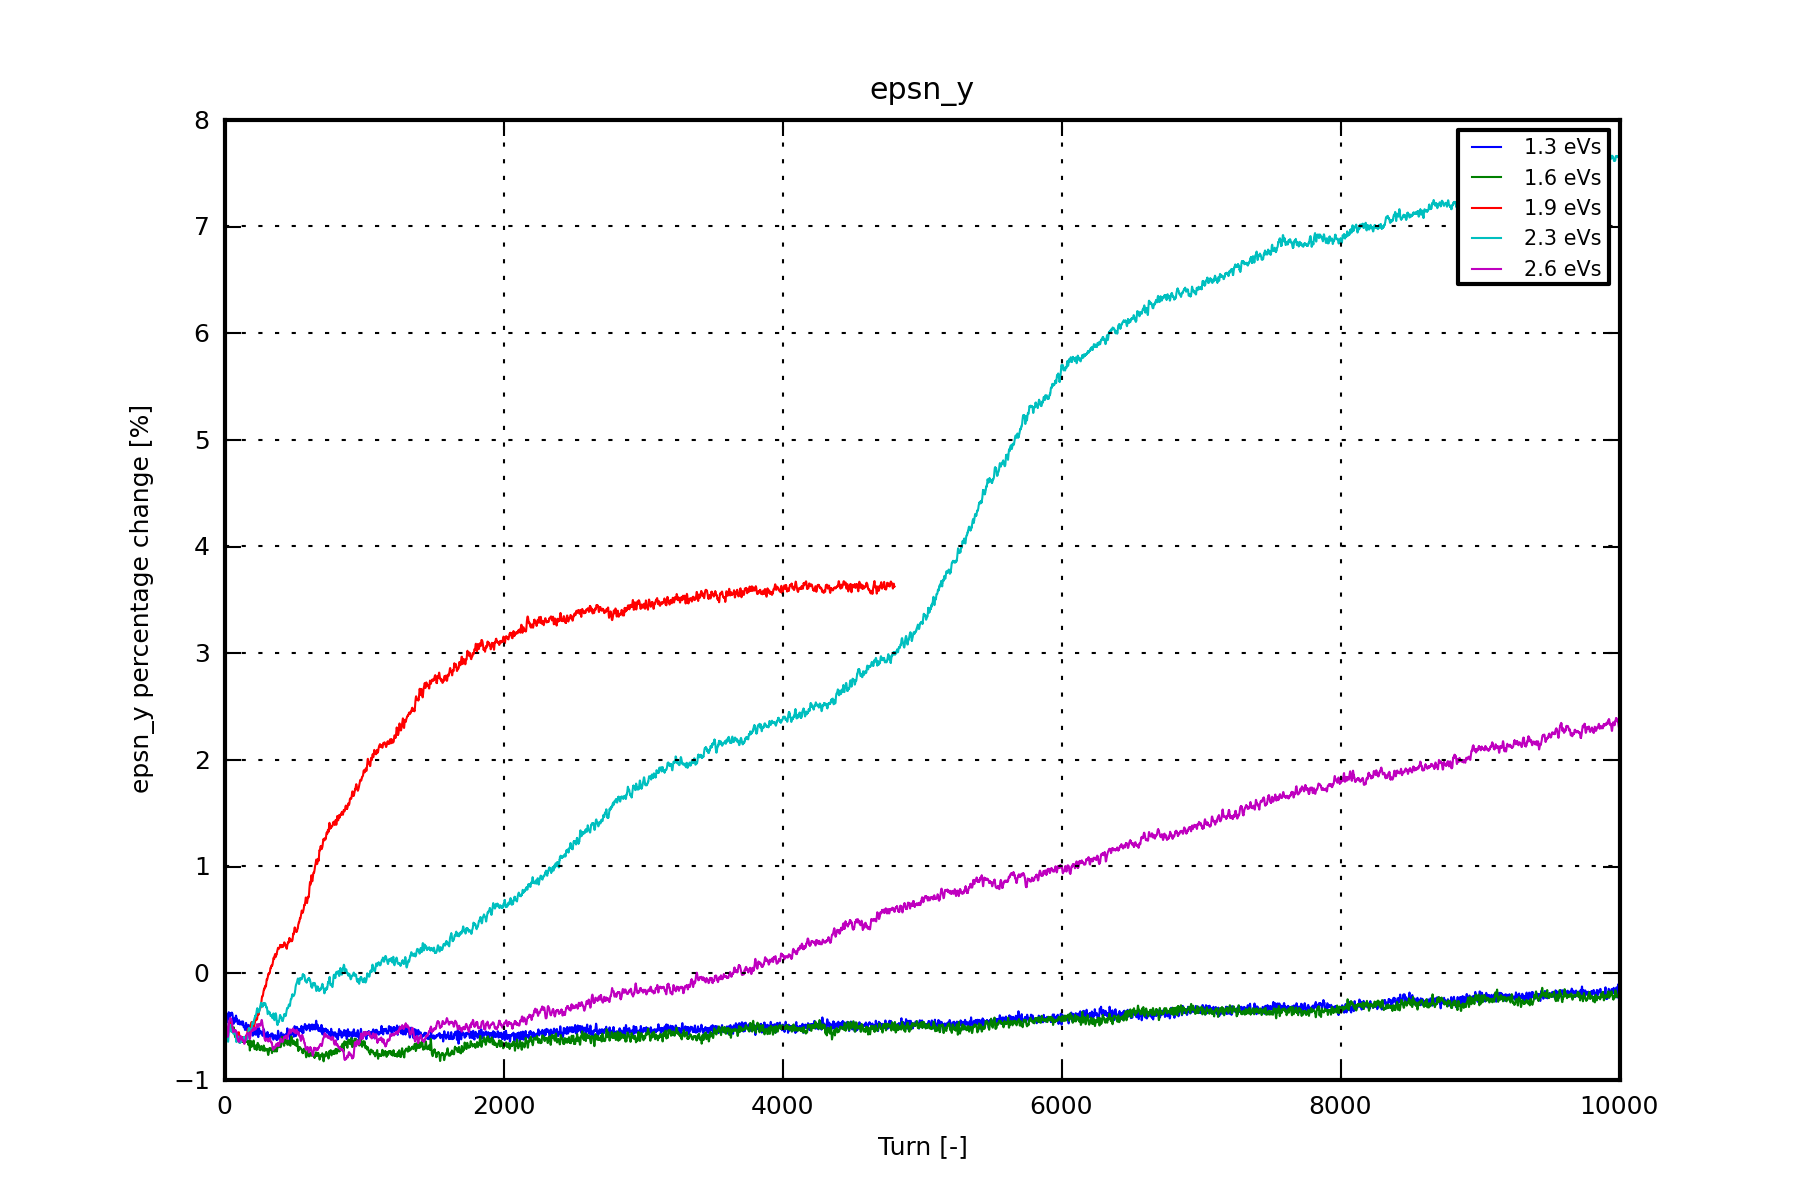 epsn_y
8
7
6
5
4
3
2
1
0
−1
epsn_y percentage change [%]
1.3 eVs
1.6 eVs
1.9 eVs
2.3 eVs
2.6 eVs
0 2000 4000 6000 8000 10000
Turn [-]